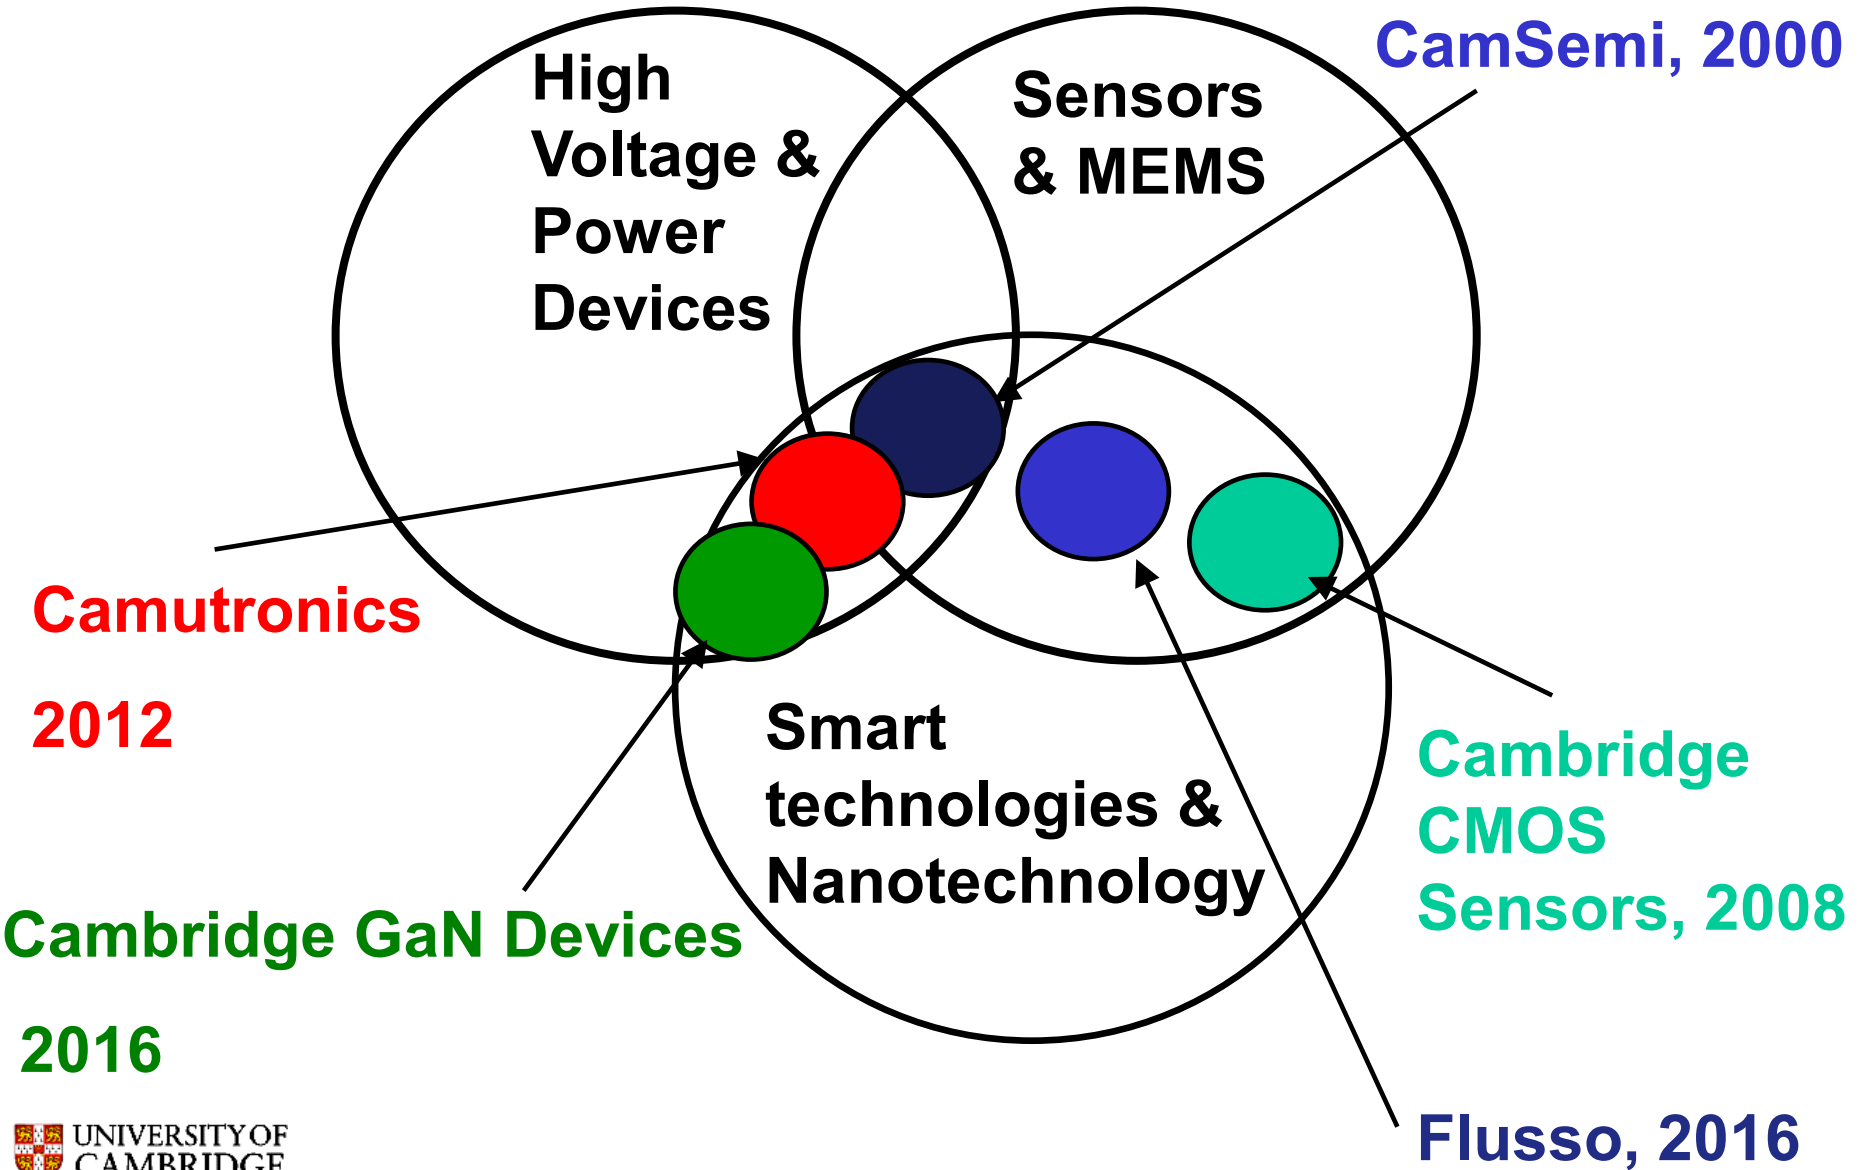 CamSemi, 2000
High
Voltage &
Power
Devices
Sensors
& MEMS
Camutronics
2012
Smart
technologies &
Nanotechnology
Cambridge
CMOS
Sensors, 2008
Cambridge GaN Devices
2016
Flusso, 2016
UNIVERSITY OF
CAMBRIDGE